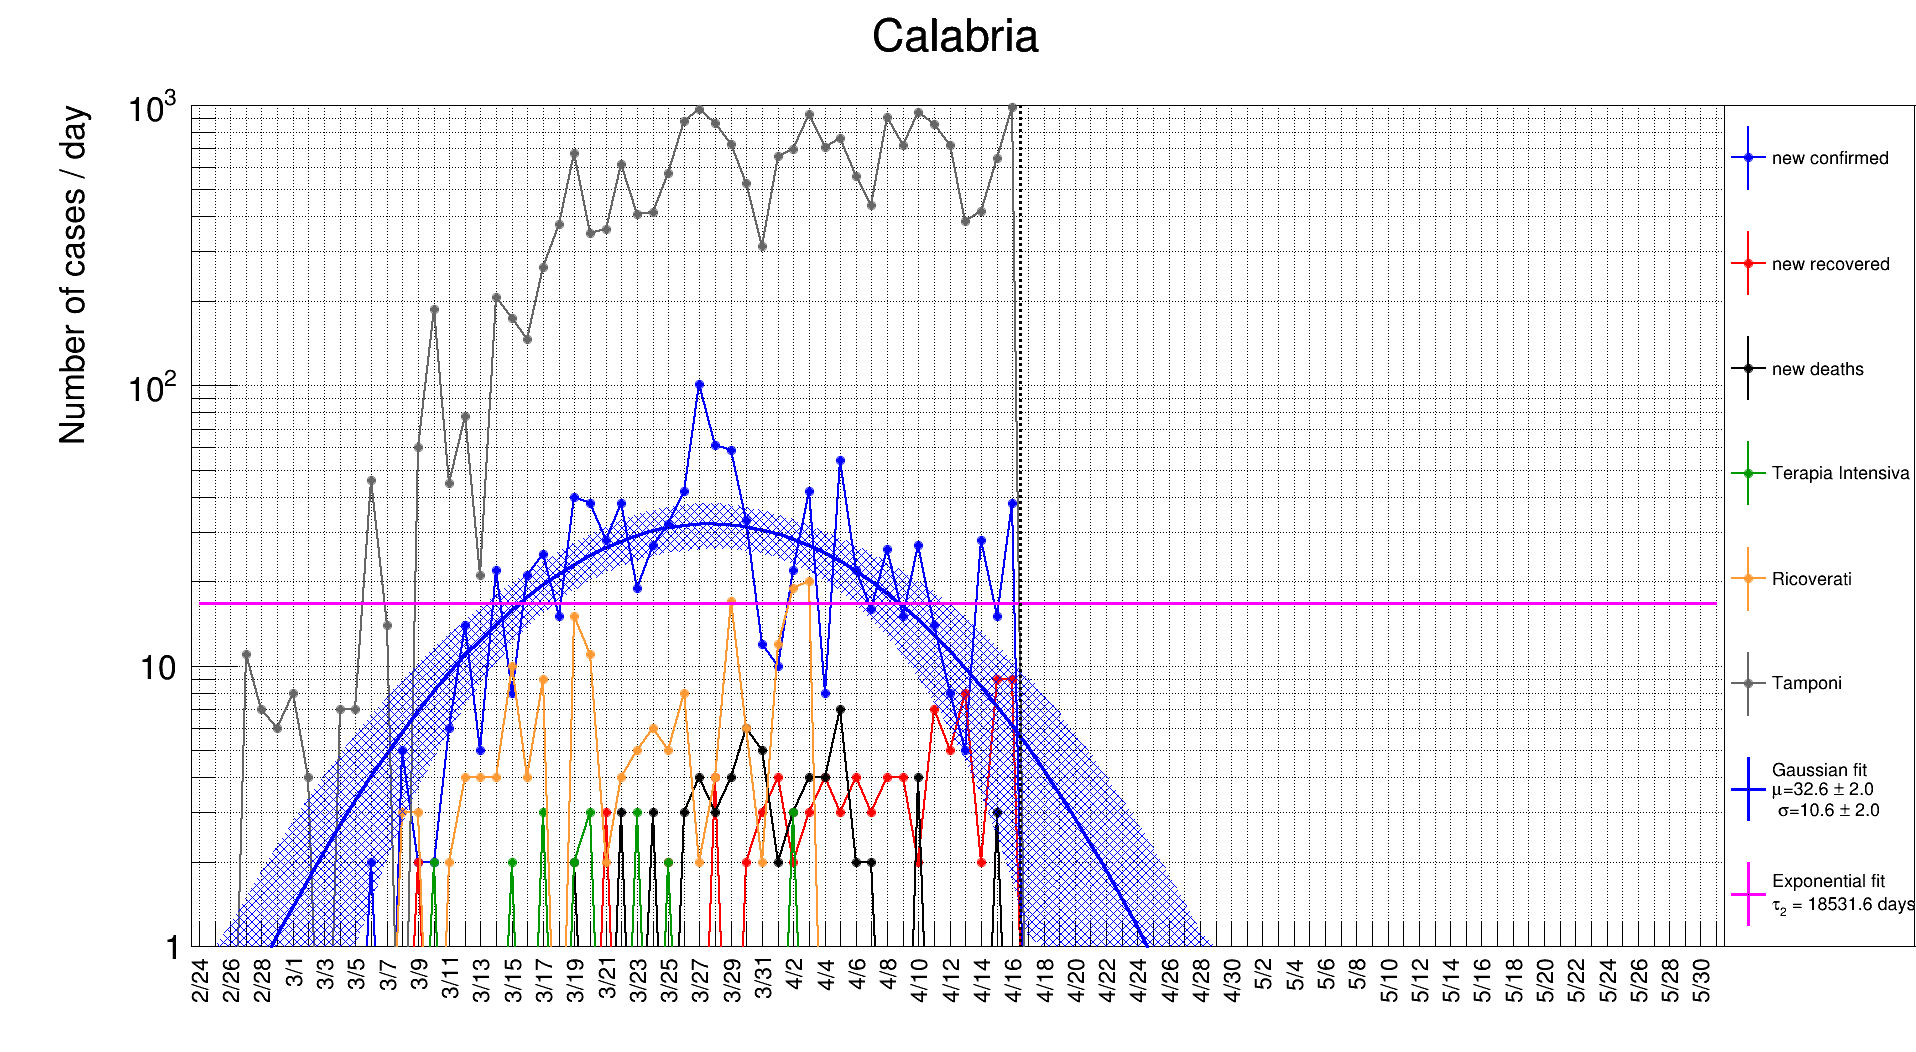 Calabria
Number of cases / day
10³
10²
10
1
2/24 2/26 2/28 3/1 3/3 3/5 3/7 3/9 3/11 3/13 3/15 3/17 3/19 3/21 3/23 3/25 3/27 3/29 3/31 4/2 4/4 4/6 4/8 4/10 4/12 4/14 4/16 4/18 4/20 4/22 4/24 4/26 4/28 4/30 5/2 5/4 5/6 5/8 5/10 5/12 5/14 5/16 5/18 5/20 5/22 5/24 5/26 5/28 5/30
new confirmed
new recovered
new deaths
Terapia Intensiva
Ricoverati
Tamponi
Gaussian fit
μ=32.6 ± 2.0
σ=10.6 ± 2.0
Exponential fit
τ₂ = 18531.6 days